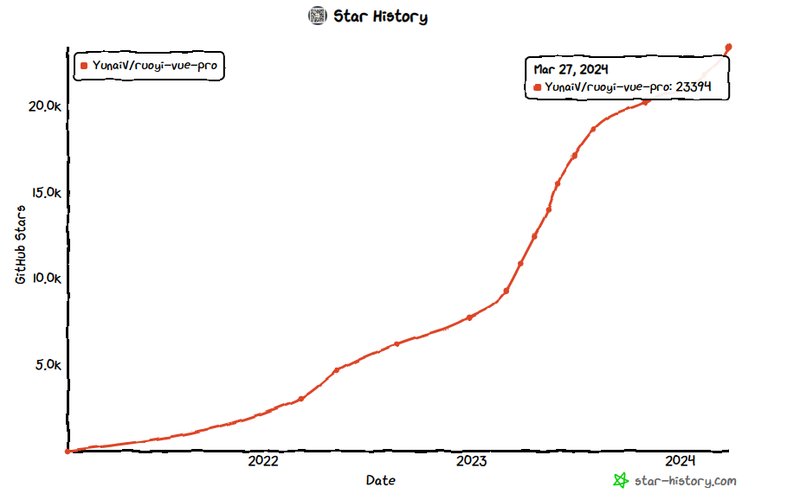 Star History
YunaiV/ruoyi-vue-pro
Mar 27, 2024
YunaiV/ruoyi-vue-pro: 23394
20.0k
15.0k
10.0k
5.0k
GitHub Stars
2022
2023
2024
Date
star-history.com